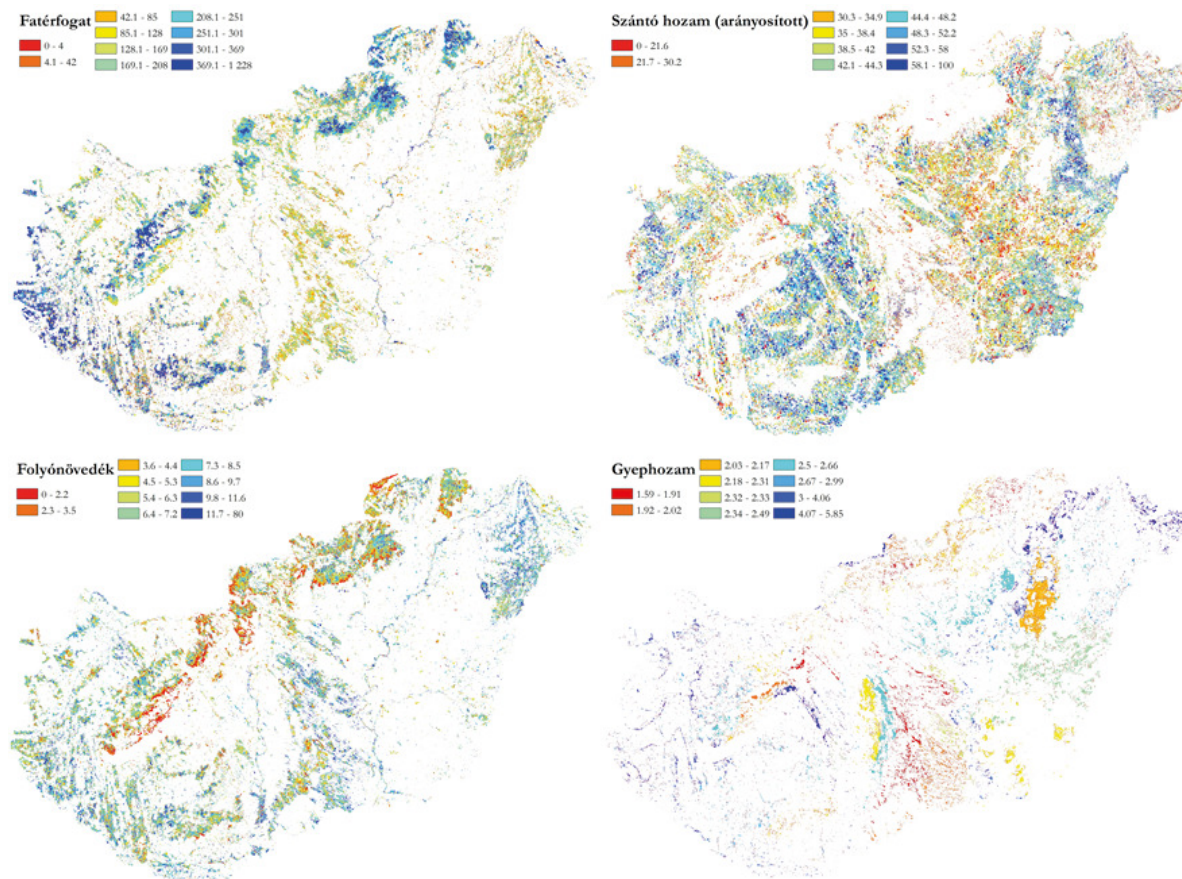 Fatérfogat
0 - 4
4.1 - 42
42.1 - 85
85.1 - 128
128.1 - 169
169.1 - 208
208.1 - 251
251.1 - 301
301.1 - 369
369.1 - 1 228
Szántó hozam (arányosított)
0 - 21.6
21.7 - 30.2
30.3 - 34.9
35 - 38.4
38.5 - 42
42.1 - 44.3
44.4 - 48.2
48.3 - 52.2
52.3 - 58
58.1 - 100
Folyónövedék
0 - 2.2
2.3 - 3.5
3.6 - 4.4
4.5 - 5.3
5.4 - 6.3
6.4 - 7.2
7.3 - 8.5
8.6 - 9.7
9.8 - 11.6
11.7 - 80
Gyephozam
1.59 - 1.91
1.92 - 2.02
2.03 - 2.17
2.18 - 2.31
2.32 - 2.33
2.34 - 2.49
2.5 - 2.66
2.67 - 2.99
3 - 4.06
4.07 - 5.85